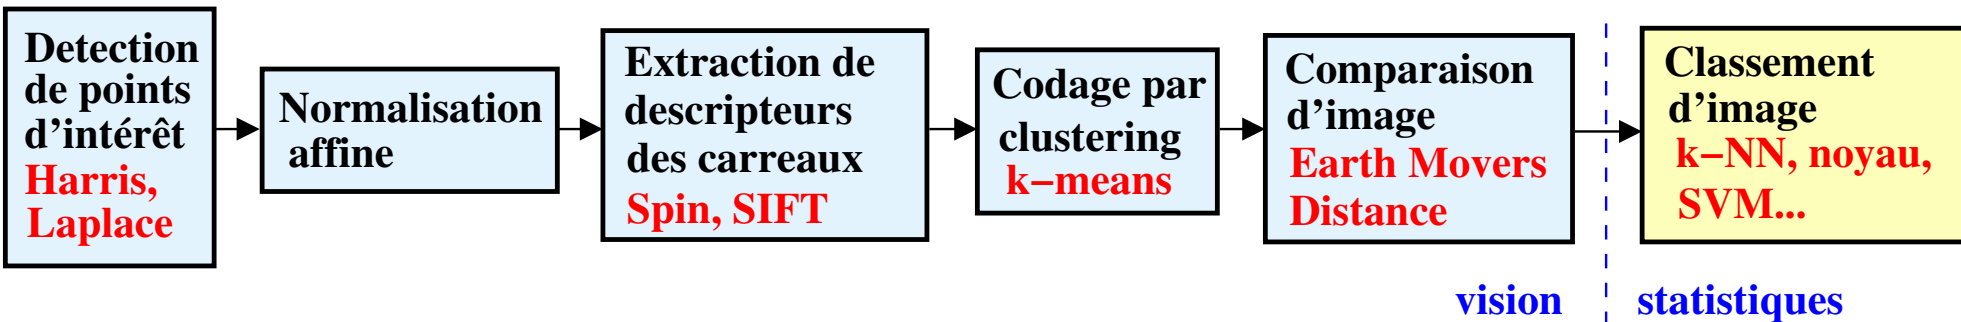 Detection
de points
d'intérêt
Harris,
Laplace
Normalisation
affine
Extraction de
descripteurs
des carreaux
Spin, SIFT
Codage par
clustering
k−means
Comparaison
d'image
Earth Movers
Distance
Classement
d'image
k−NN, noyau,
SVM...
vision
statistiques